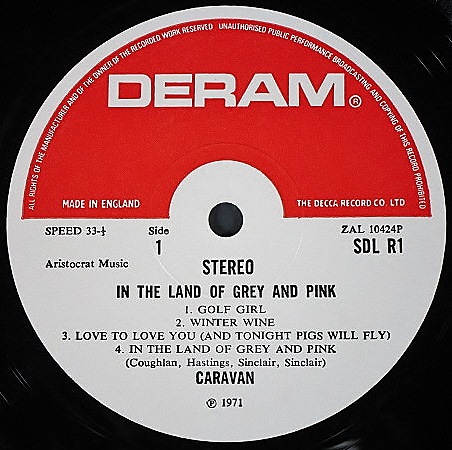 ALL RIGHTS OF THE MANUFACTURER AND OF THE OWNER OF THE RECORDED WORK RESERVED UNAUTHORISED PUBLIC PERFORMANCE BROADCASTING AND COPYING OF THIS RECORD PROHIBITED
DERAM®
MADE IN ENGLAND THE DECCA RECORD CO. LTD
SPEED 33-⅓ Side ZAL 10424P
1 SDL R1
Aristocrat Music STEREO
IN THE LAND OF GREY AND PINK
1. GOLF GIRL
2. WINTER WINE
3. LOVE TO LOVE YOU (AND TONIGHT PIGS WILL FLY)
4. IN THE LAND OF GREY AND PINK
(Coughlan, Hastings, Sinclair, Sinclair)
CARAVAN
℗ 1971